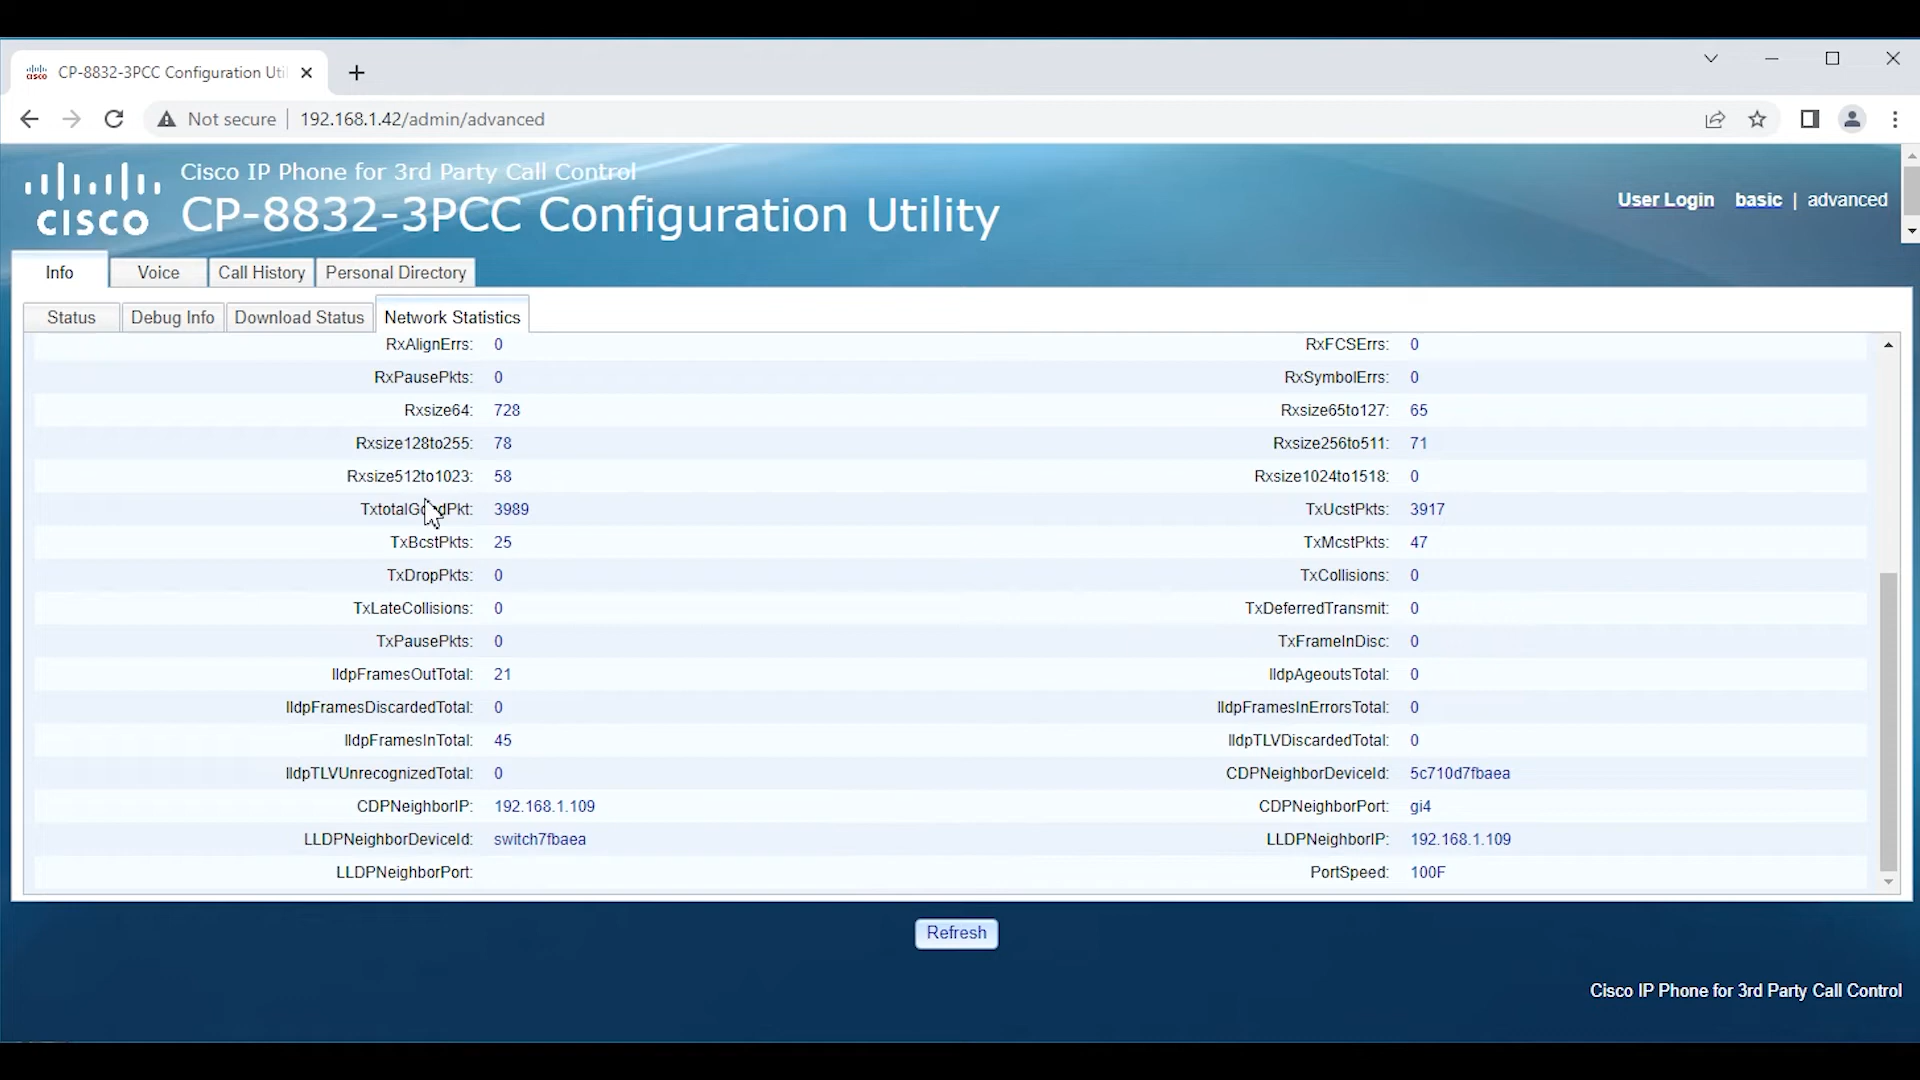 CP-8832-3PCC Configuration Uti
Not secure
192.168.1.42/admin/advanced
Cisco IP Phone for 3rd Party Call Control
CISCO
CP-8832-3PCC Configuration Utility
User Login basic | advanced
Info Voice Call History Personal Directory
Status Debug Info Download Status Network Statistics
RxAlignErrs: 0 RxFCSErrs: 0
RxPausePkts: 0 RxSymbolErrs: 0
Rxsize64: 728 Rxsize65to127: 65
Rxsize128to255: 78 Rxsize256to511: 71
Rxsize512to1023: 58 Rxsize1024to1518: 0
TxtotalGoodPkt: 3989 TxUcstPkts: 3917
TxBcstPkts: 25 TxMcstPkts: 47
TxDropPkts: 0 TxCollisions: 0
TxLateCollisions: 0 TxDeferredTransmit: 0
TxPausePkts: 0 TxFrameInDisc: 0
lldpFramesOutTotal: 21 lldpAgeoutsTotal: 0
lldpFramesDiscardedTotal: 0 lldpFramesInErrorsTotal: 0
lldpFramesInTotal: 45 lldpTLVDiscardedTotal: 0
lldpTLVUnrecognizedTotal: 0 CDPNeighborDeviceId: 5c710d7fbaea
CDPNeighborIP: 192.168.1.109 CDPNeighborPort: gi4
LLDPNeighborDeviceId: switch7fbaea LLDPNeighborIP: 192.168.1.109
LLDPNeighborPort: PortSpeed: 100F
Refresh
Cisco IP Phone for 3rd Party Call Control